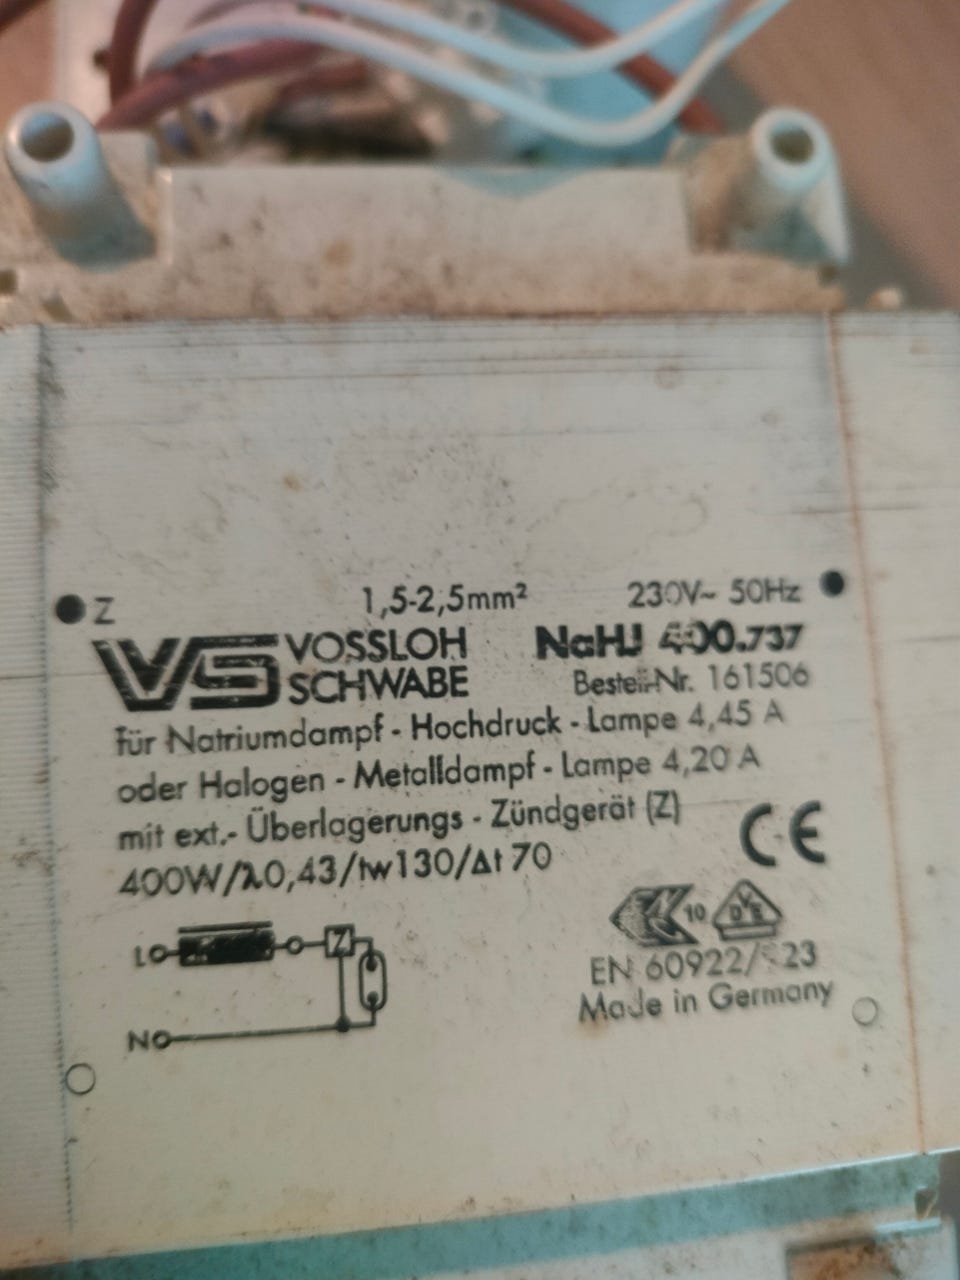 Z 1,5-2,5mm² 230V~ 50Hz
VS VOSSLOH SCHWABE NaHJ 400.737
Bestell-Nr. 161506
für Natriumdampf - Hochdruck - Lampe 4,45 A
oder Halogen - Metalldampf - Lampe 4,20 A
mit ext.- Überlagerungs - Zündgerät (Z)
400W/λ0,43/tw130/Δt 70
CE
10 DVE
L Z
EN 60922/ 23
N
Made in Germany